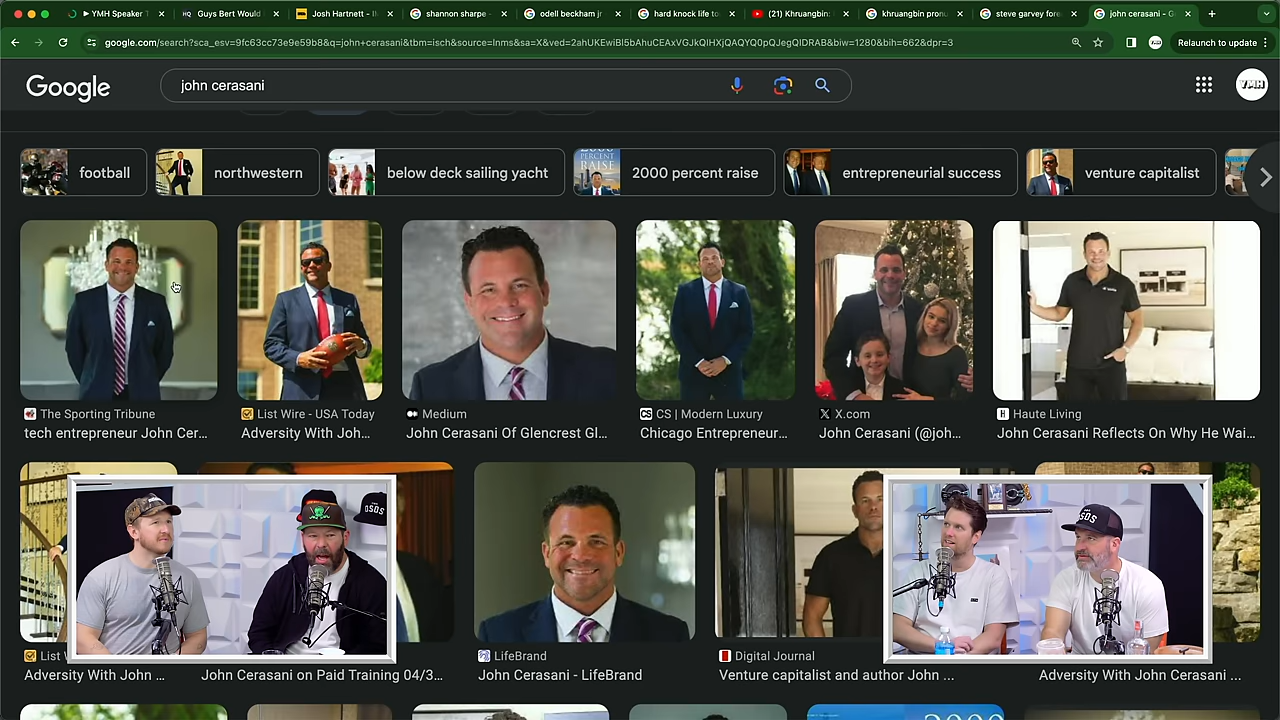 YMH Speaker T
Guys Bert Would
Josh Hartnett - I
shannon sharpe -
odell beckham j
hard knock life to
(21) Khruangbin:
khruangbin pronu
steve garvey fore
john cerasani - G
google.com/search?sca_esv=9fc63cc73e9e59b8&q=john+cerasani&tbm=isch&source=lnms&sa=X&ved=2ahUKEwiBl5bAhuCEAxVGJkQIHXjQAQYQ0pQJegQIDRAB&biw=1280&bih=662&dpr=3
Relaunch to update
Google
john cerasani
YMH
football
northwestern
below deck sailing yacht
2000 percent raise
entrepreneurial success
venture capitalist
The Sporting Tribune
tech entrepreneur John Cer...
List Wire - USA Today
Adversity With Joh...
Medium
John Cerasani Of Glencrest Gl...
CS | Modern Luxury
Chicago Entrepreneur...
X.com
John Cerasani (@joh...
Haute Living
John Cerasani Reflects On Why He Wai...
List W
Adversity With John ...
John Cerasani on Paid Training 04/3...
LifeBrand
John Cerasani - LifeBrand
Digital Journal
Venture capitalist and author John ...
Adversity With John Cerasani ...